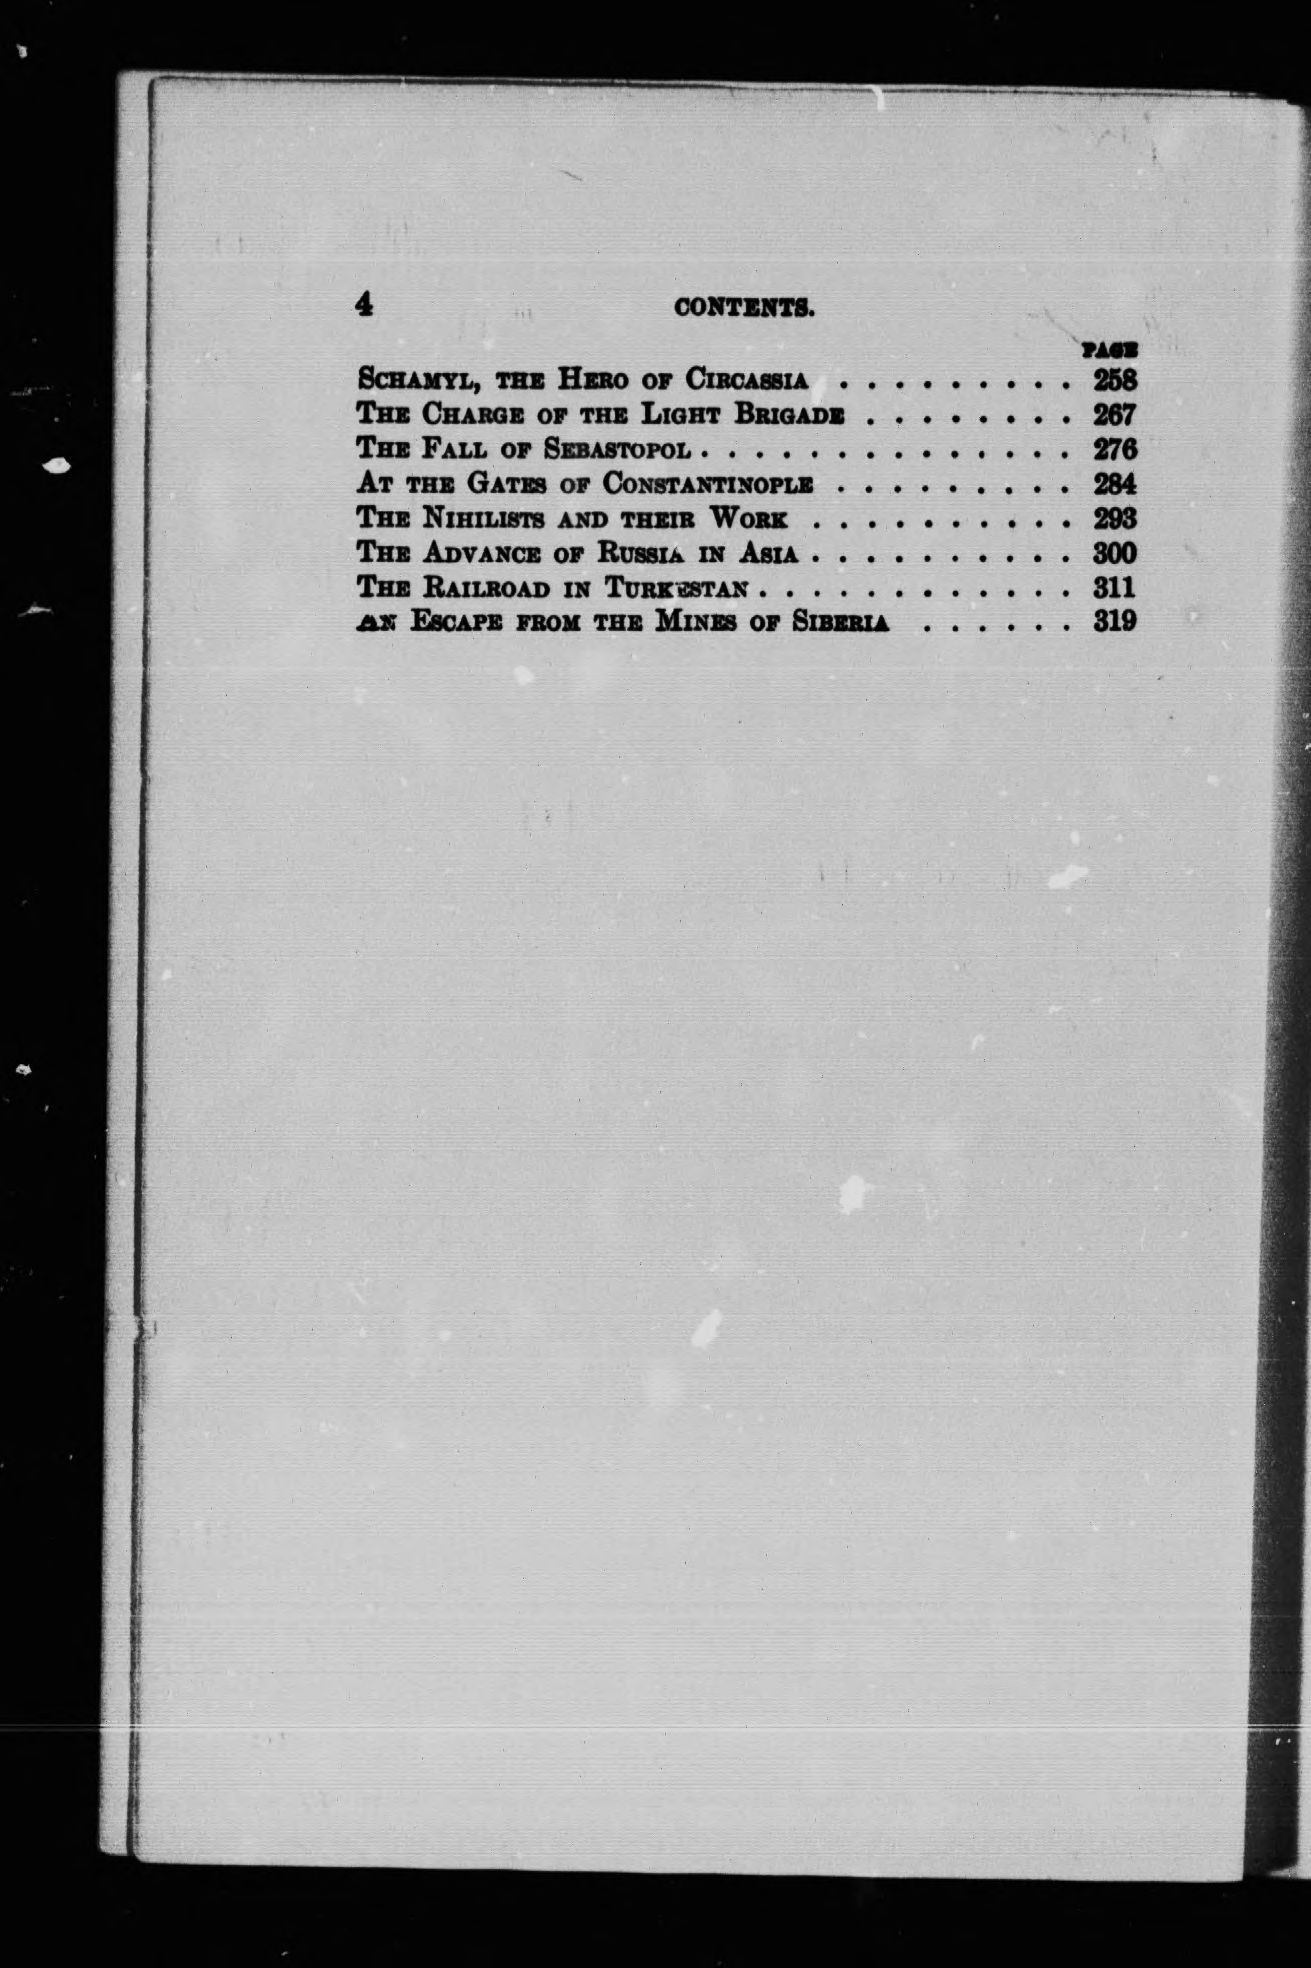 4 CONTENTS.
PAGE
SCHAMYL, THE HERO OF CIRCASSIA . . . . . . . . . 258
THE CHARGE OF THE LIGHT BRIGADE . . . . . . . . 267
THE FALL OF SEBASTOPOL . . . . . . . . . . . . . . 276
AT THE GATES OF CONSTANTINOPLE . . . . . . . . . 284
THE NIHILISTS AND THEIR WORK . . . . . . . . . . 293
THE ADVANCE OF RUSSIA IN ASIA . . . . . . . . . . 300
THE RAILROAD IN TURKESTAN . . . . . . . . . . . . 311
AN ESCAPE FROM THE MINES OF SIBERIA . . . . . . 319